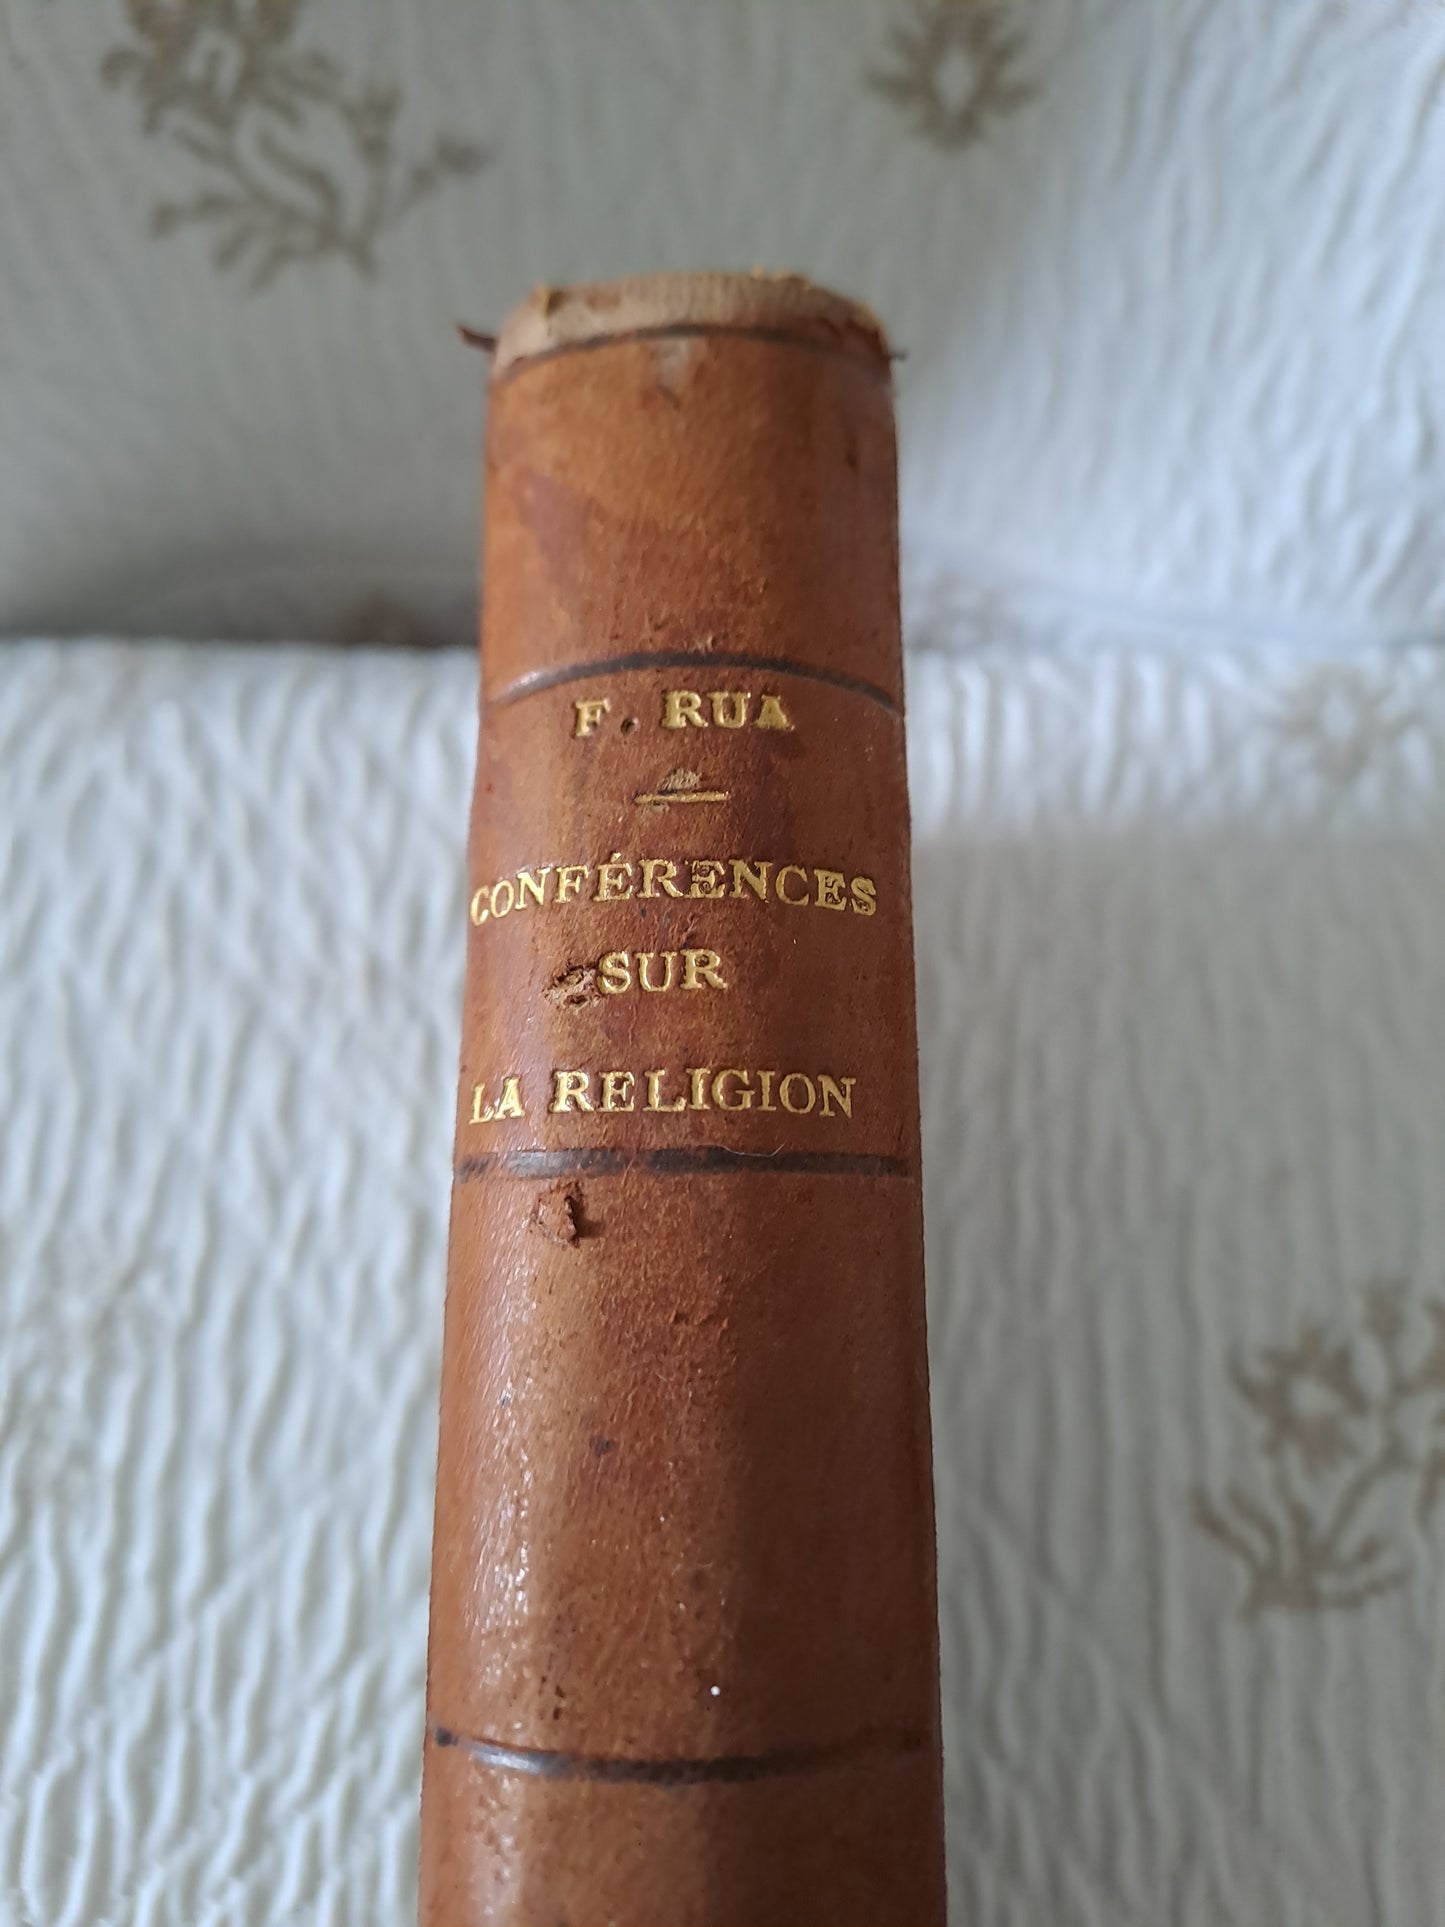 F. RUA
CONFÉRENCES
SUR
LA RELIGION